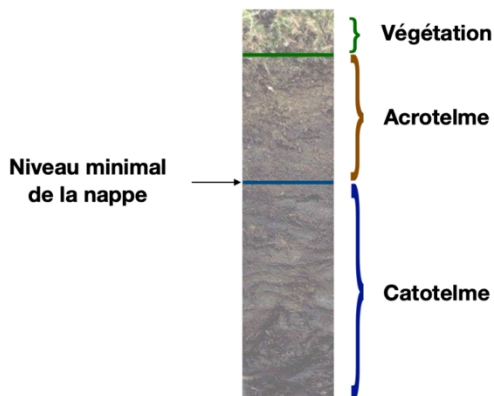 Végétation
Acrotelme
Niveau minimal
de la nappe
Catotelme